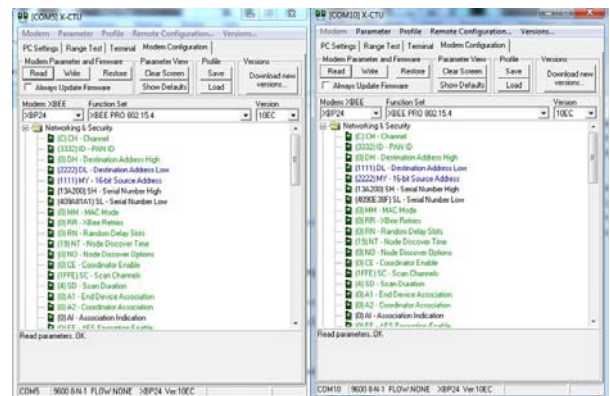 [COM5] X-CTU
Modem Parameter Profile Remote Configuration... Versions...
PC Settings Range Test Terminal Modem Configuration
Modem Parameter and Firmware Parameter View Profile Versions
Read Write Restore Clear Screen Save Download new versions...
Always Update Firmware Show Defaults Load
Modem: XBEE Function Set Version
XBP24 XBEE PRO 802.15.4 10EC
Networking & Security
(C) CH - Channel
(3332) ID - PAN ID
(0) DH - Destination Address High
(2222) DL - Destination Address Low
(1111) MY - 16-bit Source Address
(13A200) SH - Serial Number High
(409A81A1) SL - Serial Number Low
(0) MM - MAC Mode
(0) RR - XBee Retries
(0) RN - Random Delay Slots
(19) NT - Node Discover Time
(0) NO - Node Discover Options
(0) CE - Coordinator Enable
(1FFE) SC - Scan Channels
(4) SD - Scan Duration
(0) A1 - End Device Association
(0) A2 - Coordinator Association
(0) AI - Association Indication
(0) EE - AES Encryption Enable
Read parameters..OK
COM5 9600 8-N-1 FLOW:NONE XBP24 Ver:10EC
[COM10] X-CTU
Modem Parameter Profile Remote Configuration... Versions...
PC Settings Range Test Terminal Modem Configuration
Modem Parameter and Firmware Parameter View Profile Versions
Read Write Restore Clear Screen Save Download new versions...
Always Update Firmware Show Defaults Load
Modem: XBEE Function Set Version
XBP24 XBEE PRO 802.15.4 10EC
Networking & Security
(C) CH - Channel
(3332) ID - PAN ID
(0) DH - Destination Address High
(1111) DL - Destination Address Low
(2222) MY - 16-bit Source Address
(13A200) SH - Serial Number High
SL - Serial Number Low
(0) MM - MAC Mode
(0) RR - XBee Retries
(0) RN - Random Delay Slots
(19) NT - Node Discover Time
(0) NO - Node Discover Options
(0) CE - Coordinator Enable
(1FFE) SC - Scan Channels
(4) SD - Scan Duration
(0) A1 - End Device Association
(0) A2 - Coordinator Association
(0) AI - Association Indication
(0) EE - AES Encryption Enable
Read parameters..OK
COM10 9600 8-N-1 FLOW:NONE XBP24 Ver:10EC